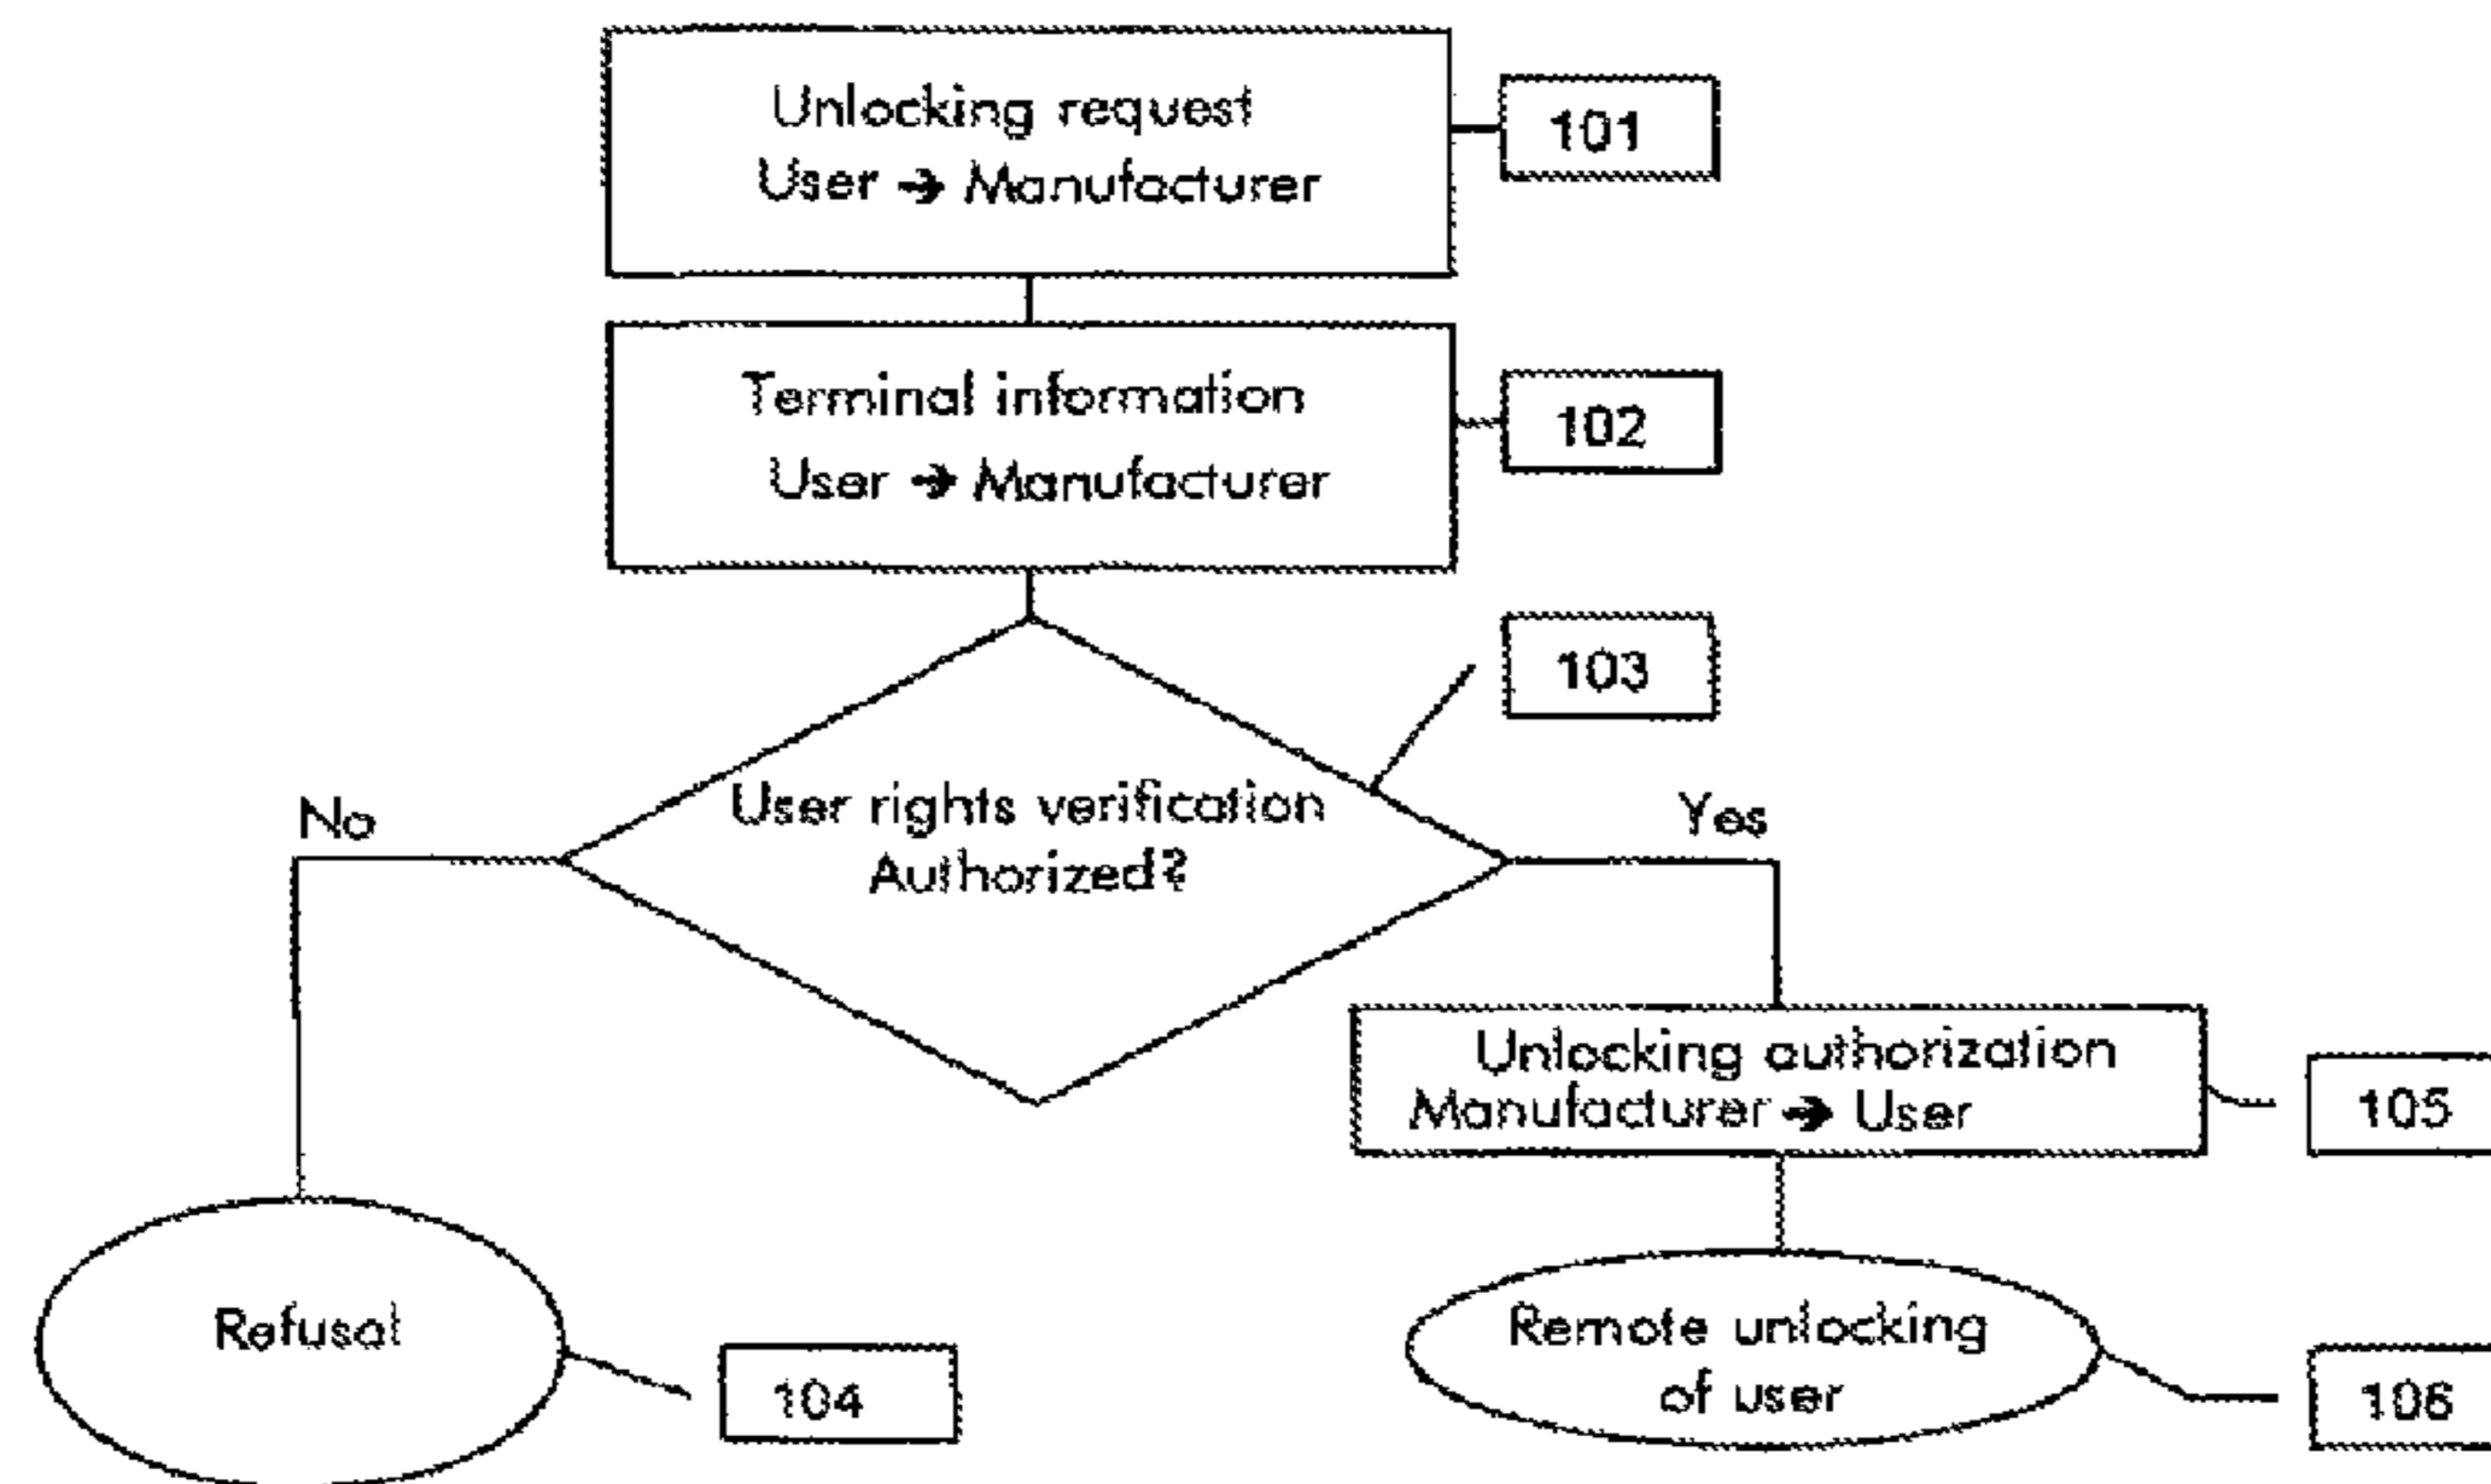 Unlocking request
User → Manufacturer
101
Terminal information
User → Manufacturer
102
103
User rights verification
Authorized?
No
Yes
Unlocking authorization
Manufacturer → User
105
Refusal
104
Remote unlocking
of user
106